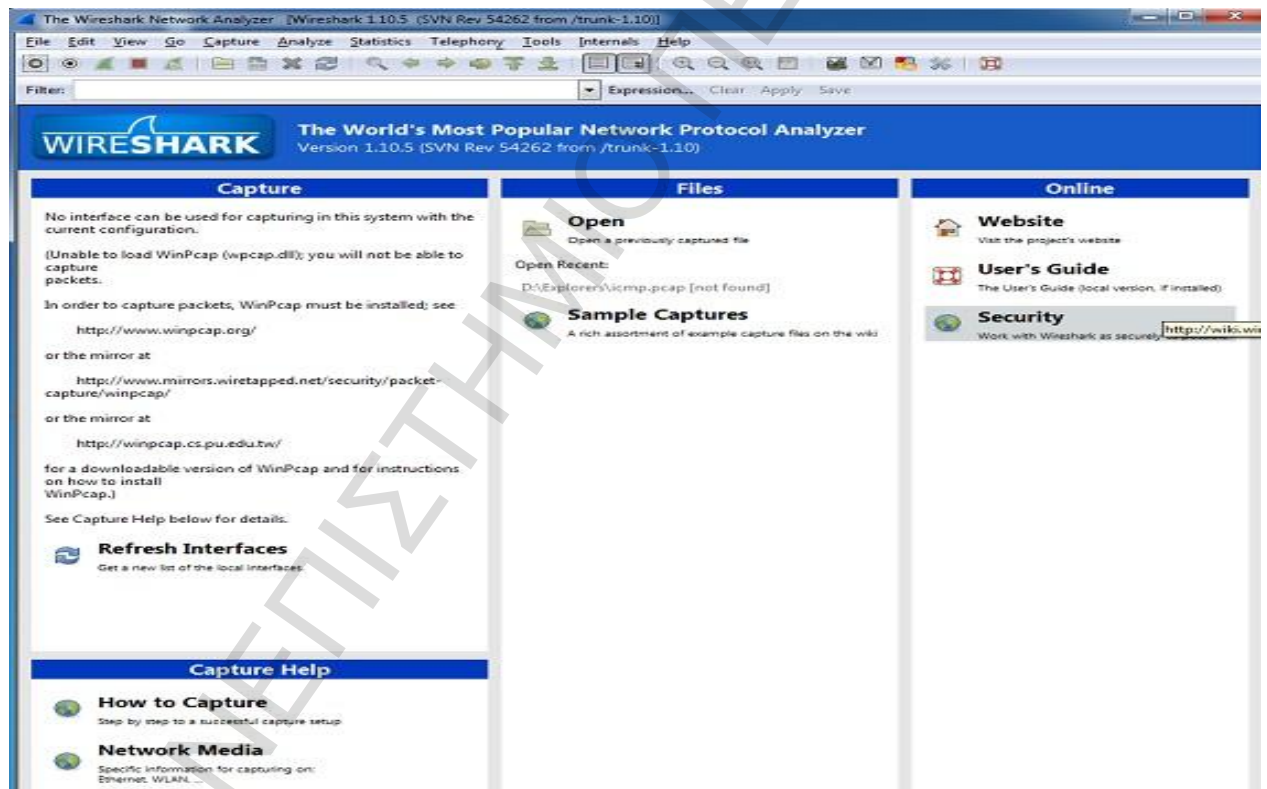 The Wireshark Network Analyzer [Wireshark 1.10.5 (SVN Rev 54262 from /trunk-1.10)]
File Edit View Go Capture Analyze Statistics Telephony Tools Internals Help
Filter: Expression... Clear Apply Save
WIRESHARK
The World's Most Popular Network Protocol Analyzer
Version 1.10.5 (SVN Rev 54262 from /trunk-1.10)
Capture
No interface can be used for capturing in this system with the
current configuration.
(Unable to load WinPcap (wpcap.dll); you will not be able to
capture
packets.
In order to capture packets, WinPcap must be installed; see
http://www.winpcap.org/
or the mirror at
http://www.mirrors.wiretapped.net/security/packet-
capture/winpcap/
or the mirror at
http://winpcap.cs.pu.edu.tw/
for a downloadable version of WinPcap and for instructions
on how to install
WinPcap.)
See Capture Help below for details.
Refresh Interfaces
Get a new list of the local interfaces.
Capture Help
How to Capture
Step by step to a successful capture setup
Network Media
Specific information for capturing on:
Ethernet, WLAN, ...
Files
Open
Open a previously captured file
Open Recent:
D:\Explorers\icmp.pcap [not found]
Sample Captures
A rich assortment of example capture files on the wiki
Online
Website
Visit the project's website
User's Guide
The User's Guide (local version, if installed)
Security
Work with Wireshark as securely
http://wiki.wir
ΝΕΠΙΣΤΗΜΙΟ ΠΕ